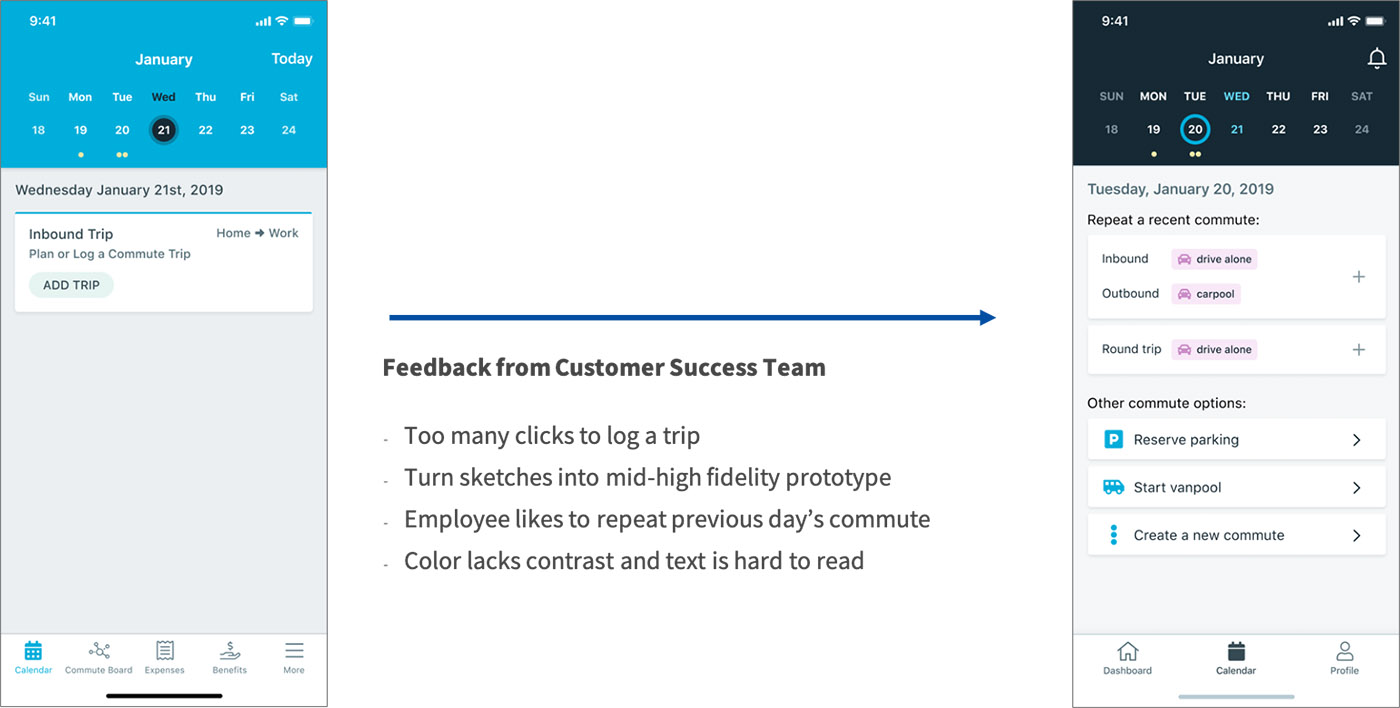 9:41
January Today
Sun Mon Tue Wed Thu Fri Sat
18 19 20 21 22 23 24
Wednesday January 21st, 2019
Inbound Trip Home → Work
Plan or Log a Commute Trip
ADD TRIP
Calendar Commute Board Expenses Benefits More
Feedback from Customer Success Team
- Too many clicks to log a trip
- Turn sketches into mid-high fidelity prototype
- Employee likes to repeat previous day’s commute
- Color lacks contrast and text is hard to read
9:41
January
SUN MON TUE WED THU FRI SAT
18 19 20 21 22 23 24
Tuesday, January 20, 2019
Repeat a recent commute:
Inbound drive alone +
Outbound carpool
Round trip drive alone +
Other commute options:
P Reserve parking
Start vanpool
Create a new commute
Dashboard Calendar Profile